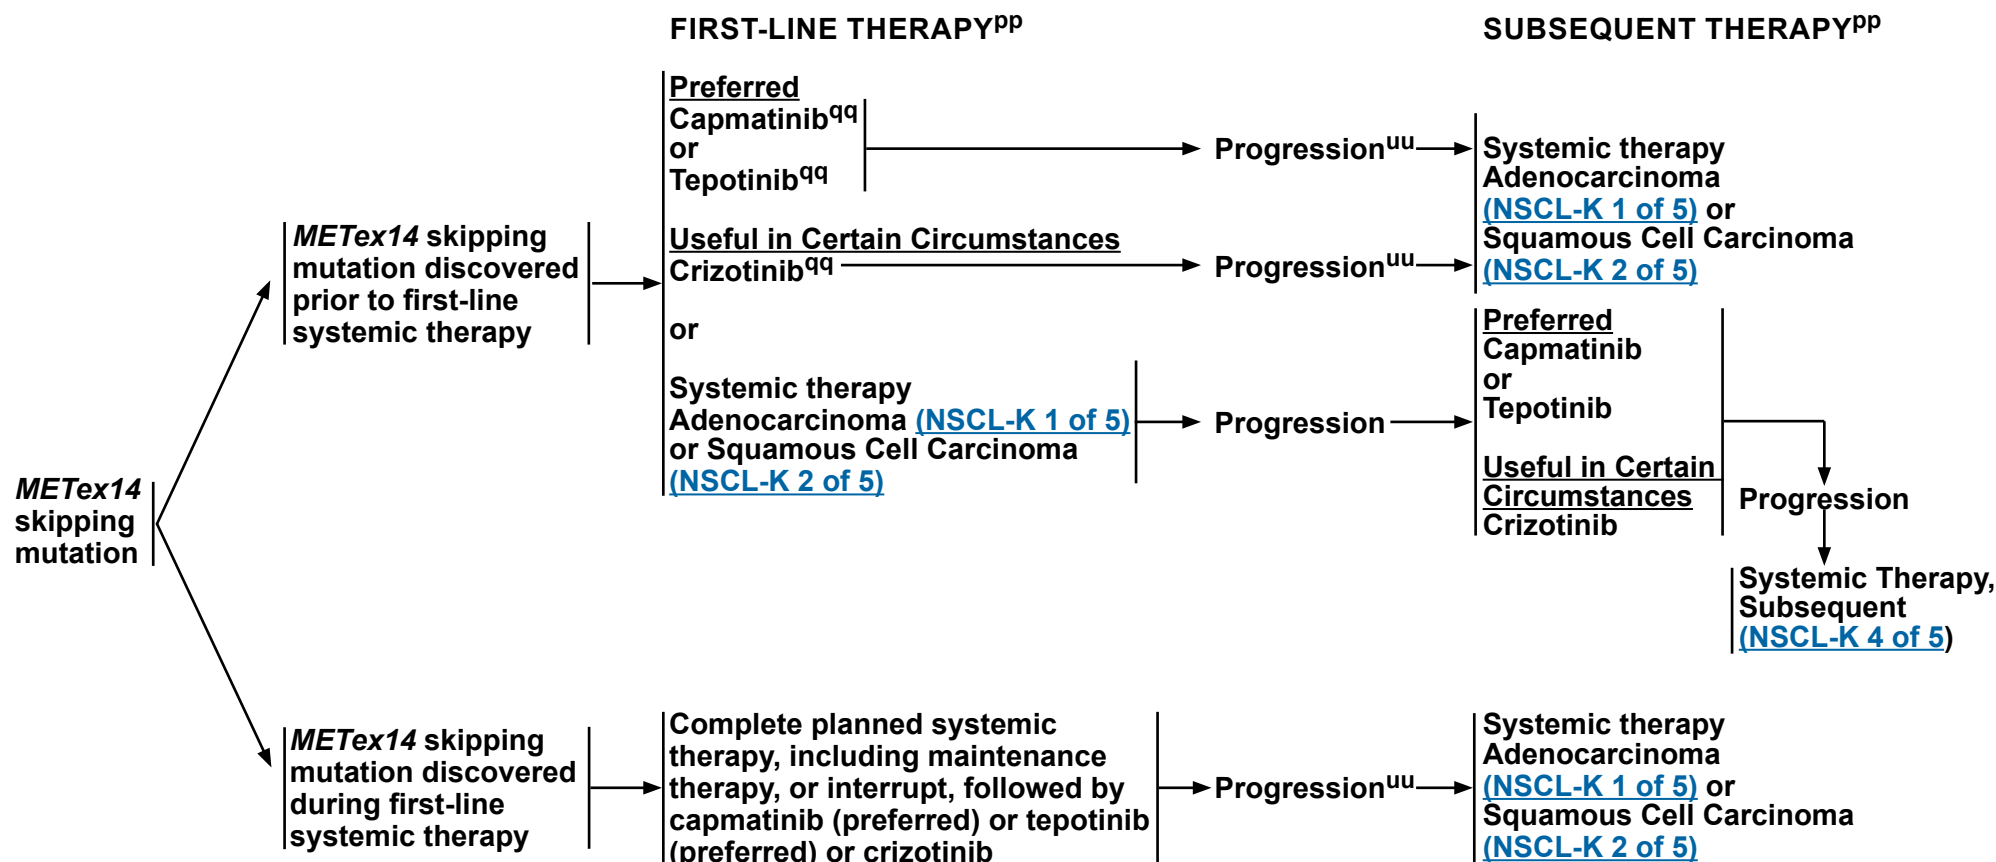 FIRST-LINE THERAPYpp
SUBSEQUENT THERAPYpp
METex14
skipping
mutation
METex14 skipping
mutation discovered
prior to first-line
systemic therapy
Preferred
Capmatinibqq
or
Tepotinibqq
Progressionuu
Useful in Certain Circumstances
Crizotinibqq
Progressionuu
Systemic therapy
Adenocarcinoma
(NSCL-K 1 of 5) or
Squamous Cell Carcinoma
(NSCL-K 2 of 5)
or
Systemic therapy
Adenocarcinoma (NSCL-K 1 of 5)
or Squamous Cell Carcinoma
(NSCL-K 2 of 5)
Progression
Preferred
Capmatinib
or
Tepotinib
Useful in Certain
Circumstances
Crizotinib
Progression
Systemic Therapy,
Subsequent
(NSCL-K 4 of 5)
METex14 skipping
mutation discovered
during first-line
systemic therapy
Complete planned systemic
therapy, including maintenance
therapy, or interrupt, followed by
capmatinib (preferred) or tepotinib
(preferred) or crizotinib
Progressionuu
Systemic therapy
Adenocarcinoma
(NSCL-K 1 of 5) or
Squamous Cell Carcinoma
(NSCL-K 2 of 5)